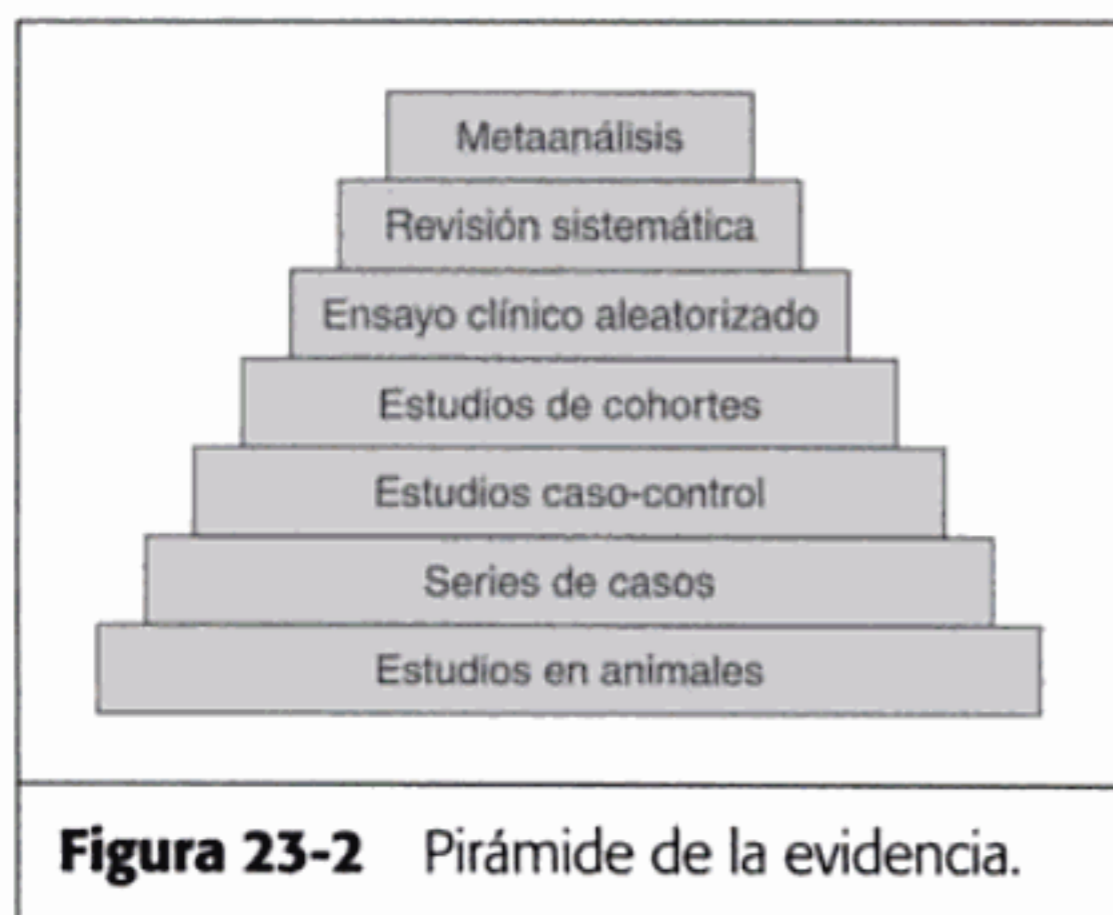 Metaanálisis
Revisión sistemática
Ensayo clínico aleatorizado
Estudios de cohortes
Estudios caso-control
Series de casos
Estudios en animales
Figura 23-2 Pirámide de la evidencia.